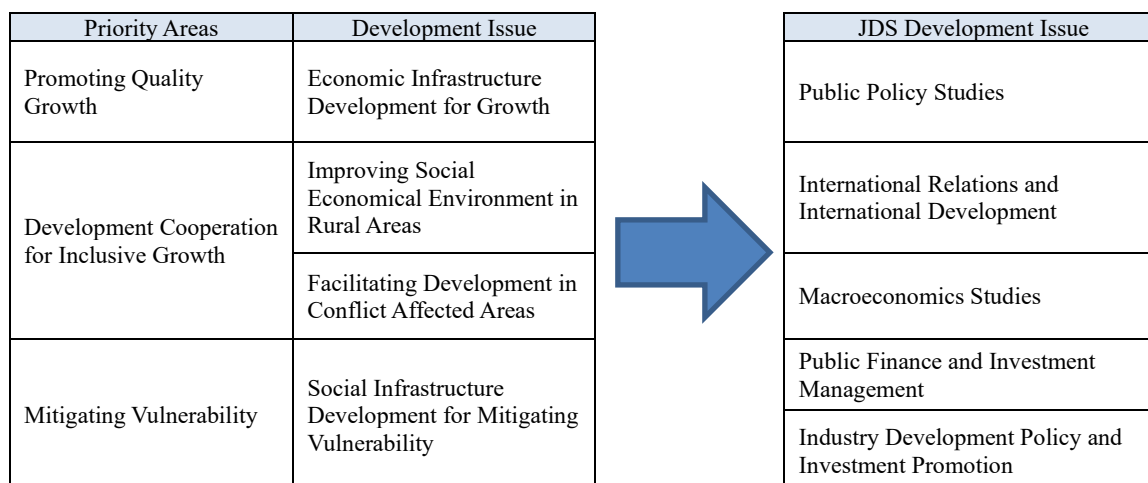 Priority Areas
Development Issue
Promoting Quality
Growth
Economic Infrastructure
Development for Growth
Development Cooperation
for Inclusive Growth
Improving Social
Economical Environment in
Rural Areas
Facilitating Development in
Conflict Affected Areas
Mitigating Vulnerability
Social Infrastructure
Development for Mitigating
Vulnerability
JDS Development Issue
Public Policy Studies
International Relations and
International Development
Macroeconomics Studies
Public Finance and Investment
Management
Industry Development Policy and
Investment Promotion